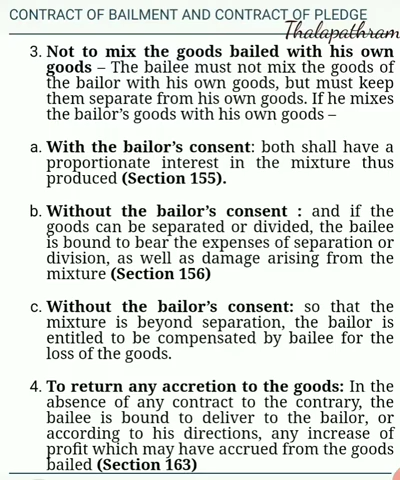 CONTRACT OF BAILMENT AND CONTRACT OF PLEDGE
Thalapathram
3. Not to mix the goods bailed with his own
goods – The bailee must not mix the goods of
the bailor with his own goods, but must keep
them separate from his own goods. If he mixes
the bailor's goods with his own goods –
a. With the bailor's consent: both shall have a
proportionate interest in the mixture thus
produced (Section 155).
b. Without the bailor's consent : and if the
goods can be separated or divided, the bailee
is bound to bear the expenses of separation or
division, as well as damage arising from the
mixture (Section 156)
c. Without the bailor's consent: so that the
mixture is beyond separation, the bailor is
entitled to be compensated by bailee for the
loss of the goods.
4. To return any accretion to the goods: In the
absence of any contract to the contrary, the
bailee is bound to deliver to the bailor, or
according to his directions, any increase of
profit which may have accrued from the goods
bailed (Section 163)